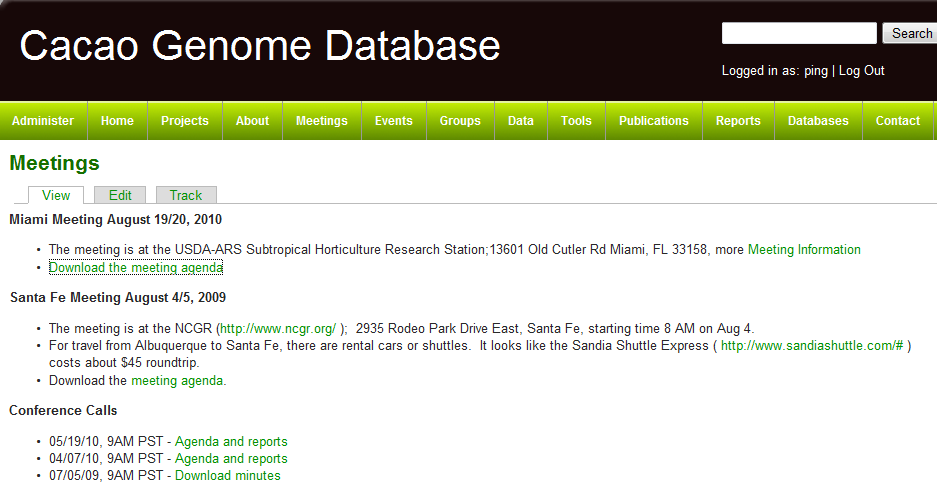 Cacao Genome Database
Search
Logged in as: ping | Log Out
Administer Home Projects About Meetings Events Groups Data Tools Publications Reports Databases Contact
Meetings
View Edit Track
Miami Meeting August 19/20, 2010
• The meeting is at the USDA-ARS Subtropical Horticulture Research Station;13601 Old Cutler Rd Miami, FL 33158, more Meeting Information
• Download the meeting agenda
Santa Fe Meeting August 4/5, 2009
• The meeting is at the NCGR (http://www.ncgr.org/ ); 2935 Rodeo Park Drive East, Santa Fe, starting time 8 AM on Aug 4.
• For travel from Albuquerque to Santa Fe, there are rental cars or shuttles. It looks like the Sandia Shuttle Express ( http://www.sandiashuttle.com/# )
costs about $45 roundtrip.
• Download the meeting agenda.
Conference Calls
• 05/19/10, 9AM PST - Agenda and reports
• 04/07/10, 9AM PST - Agenda and reports
• 07/05/09, 9AM PST - Download minutes